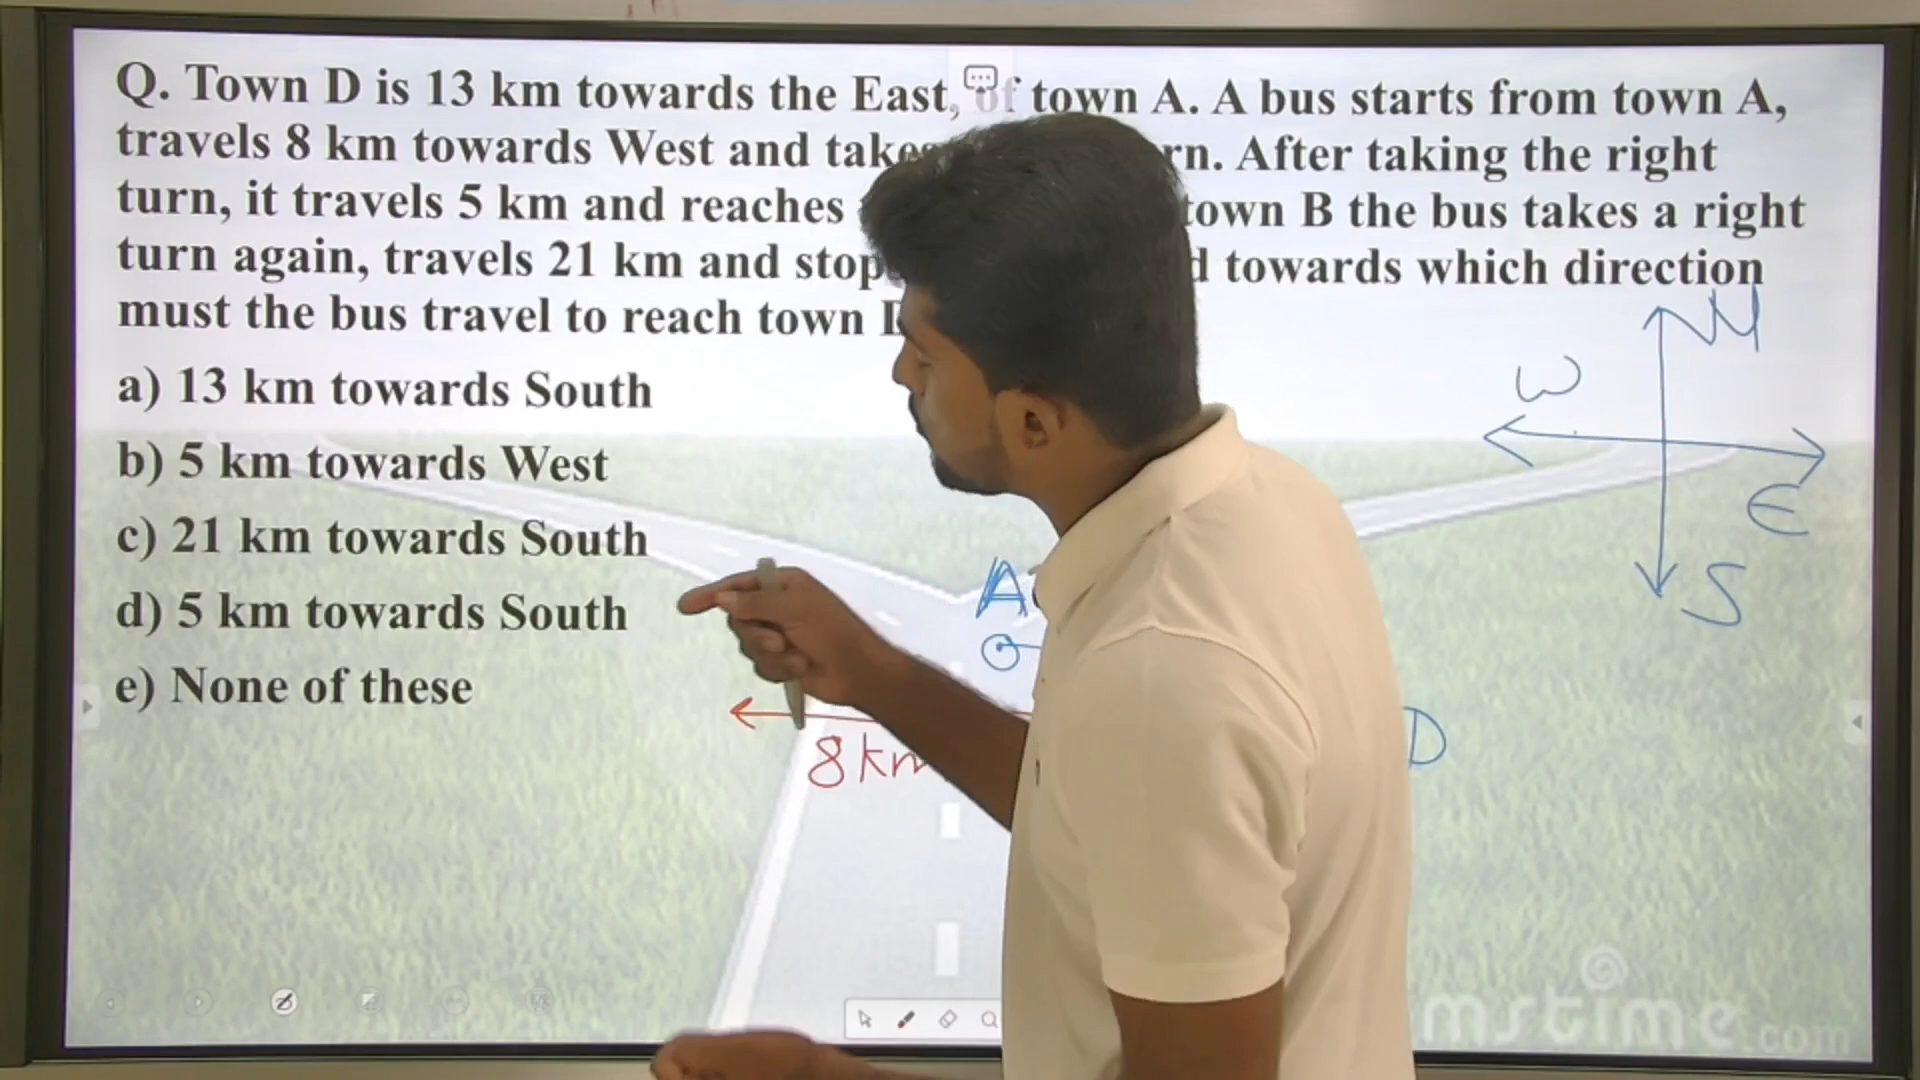 Q. Town D is 13 km towards the East, of town A. A bus starts from town A,
travels 8 km towards West and takes rn. After taking the right
turn, it travels 5 km and reaches town B the bus takes a right
turn again, travels 21 km and stop d towards which direction
must the bus travel to reach town
N
W
a) 13 km towards South
b) 5 km towards West
E
c) 21 km towards South
A
S
d) 5 km towards South
e) None of these
D
8 km
mstime.com